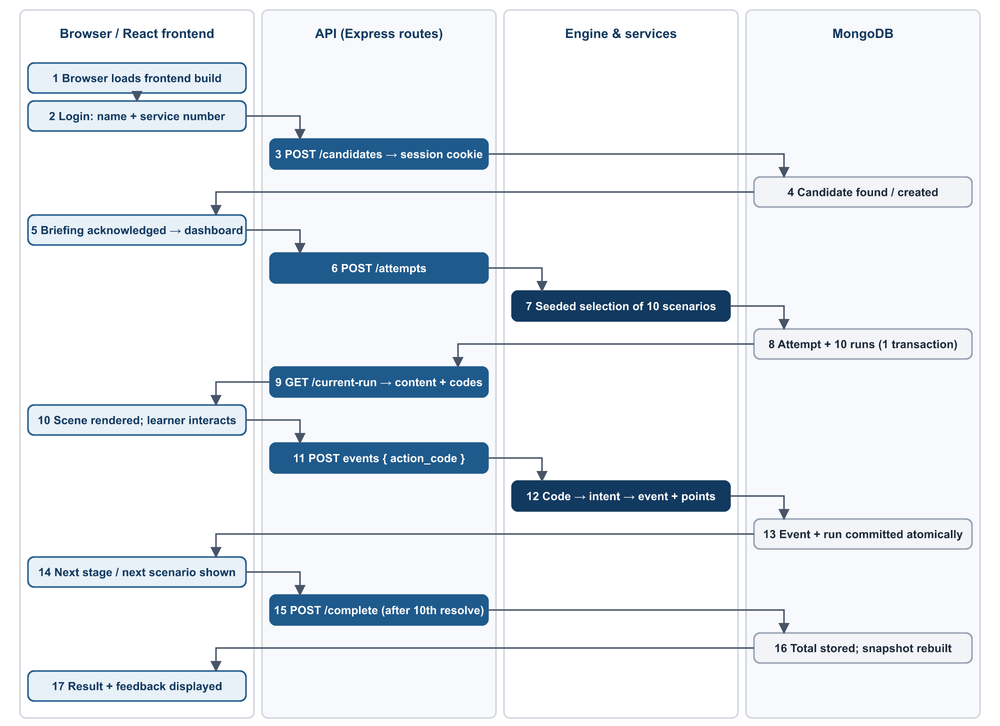 Browser / React frontend
API (Express routes)
Engine & services
MongoDB
1 Browser loads frontend build
2 Login: name + service number
3 POST /candidates → session cookie
4 Candidate found / created
5 Briefing acknowledged → dashboard
6 POST /attempts
7 Seeded selection of 10 scenarios
8 Attempt + 10 runs (1 transaction)
9 GET /current-run → content + codes
10 Scene rendered; learner interacts
11 POST events { action_code }
12 Code → intent → event + points
13 Event + run committed atomically
14 Next stage / next scenario shown
15 POST /complete (after 10th resolve)
16 Total stored; snapshot rebuilt
17 Result + feedback displayed